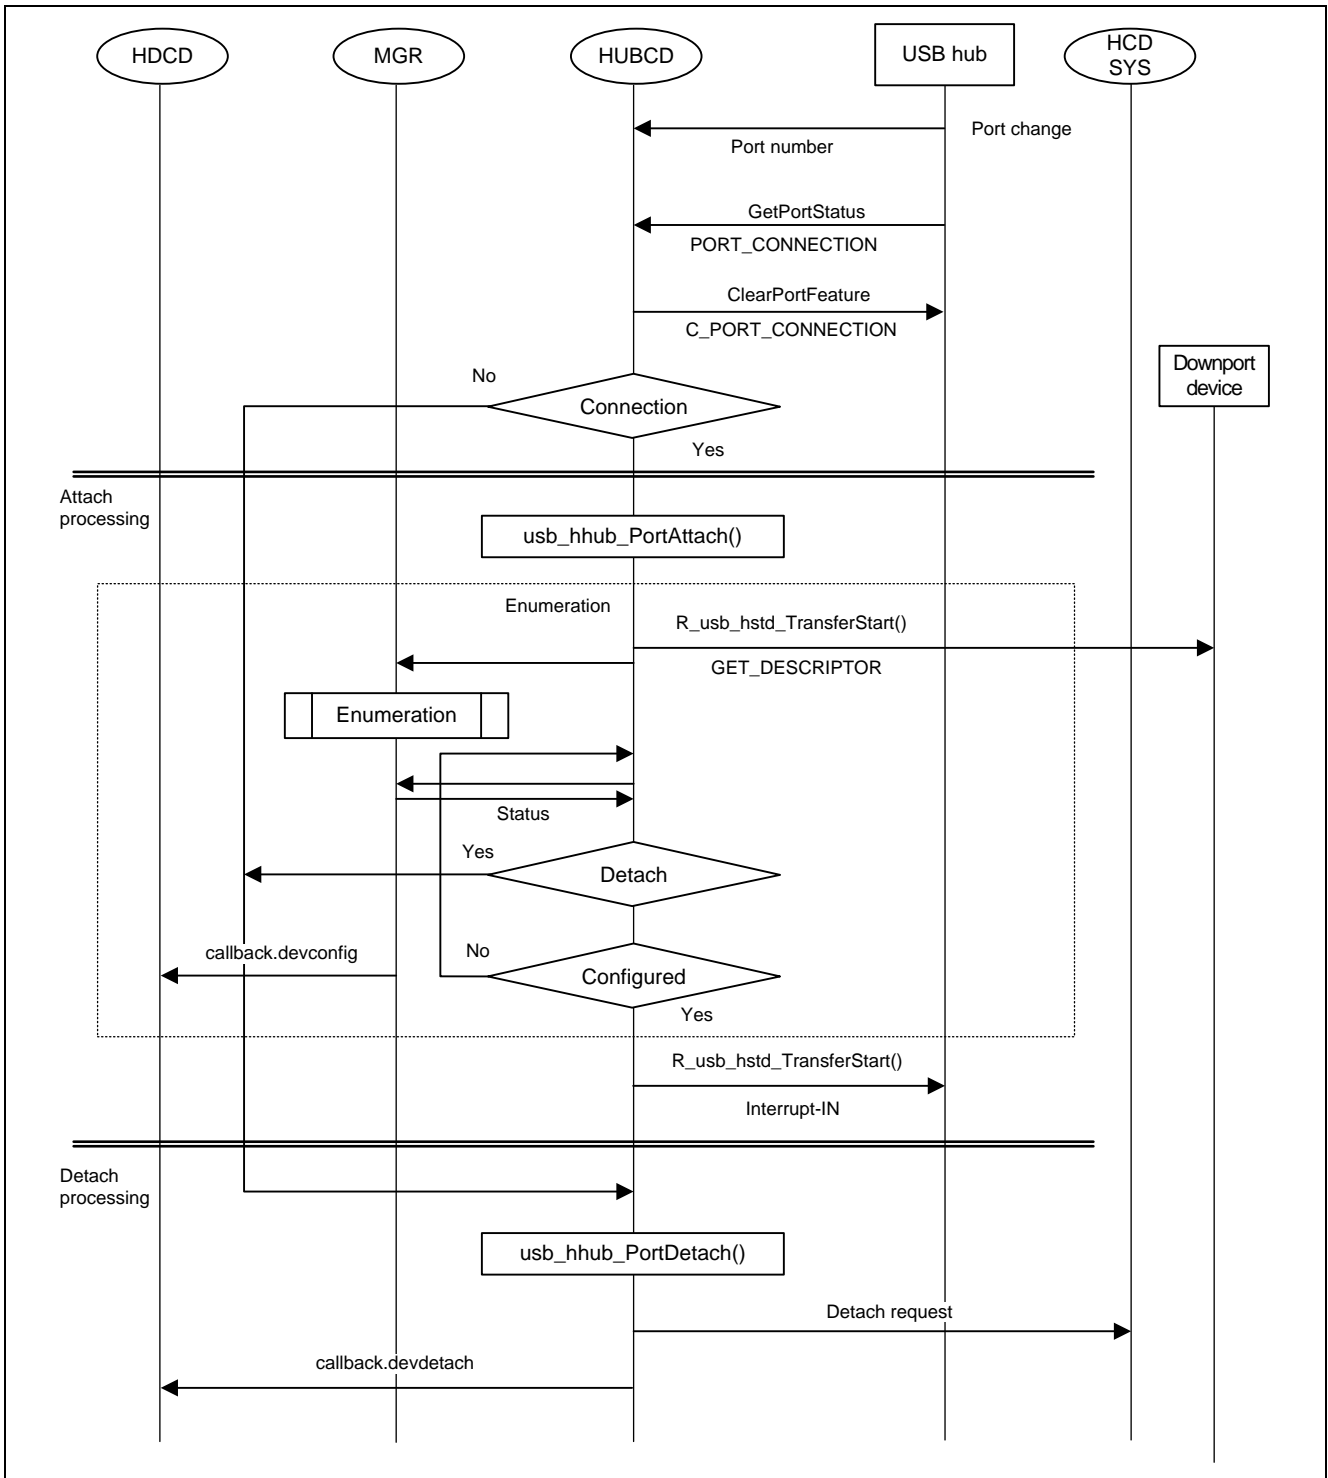 HDCD
MGR
HUBCD
USB hub
HCD
SYS
Port change
Port number
GetPortStatus
PORT_CONNECTION
ClearPortFeature
C_PORT_CONNECTION
Downport
device
No
Connection
Yes
Attach
processing
usb_hhub_PortAttach()
Enumeration
R_usb_hstd_TransferStart()
GET_DESCRIPTOR
Enumeration
Status
Yes
Detach
callback.devconfig
No
Configured
Yes
R_usb_hstd_TransferStart()
Interrupt-IN
Detach
processing
usb_hhub_PortDetach()
Detach request
callback.devdetach